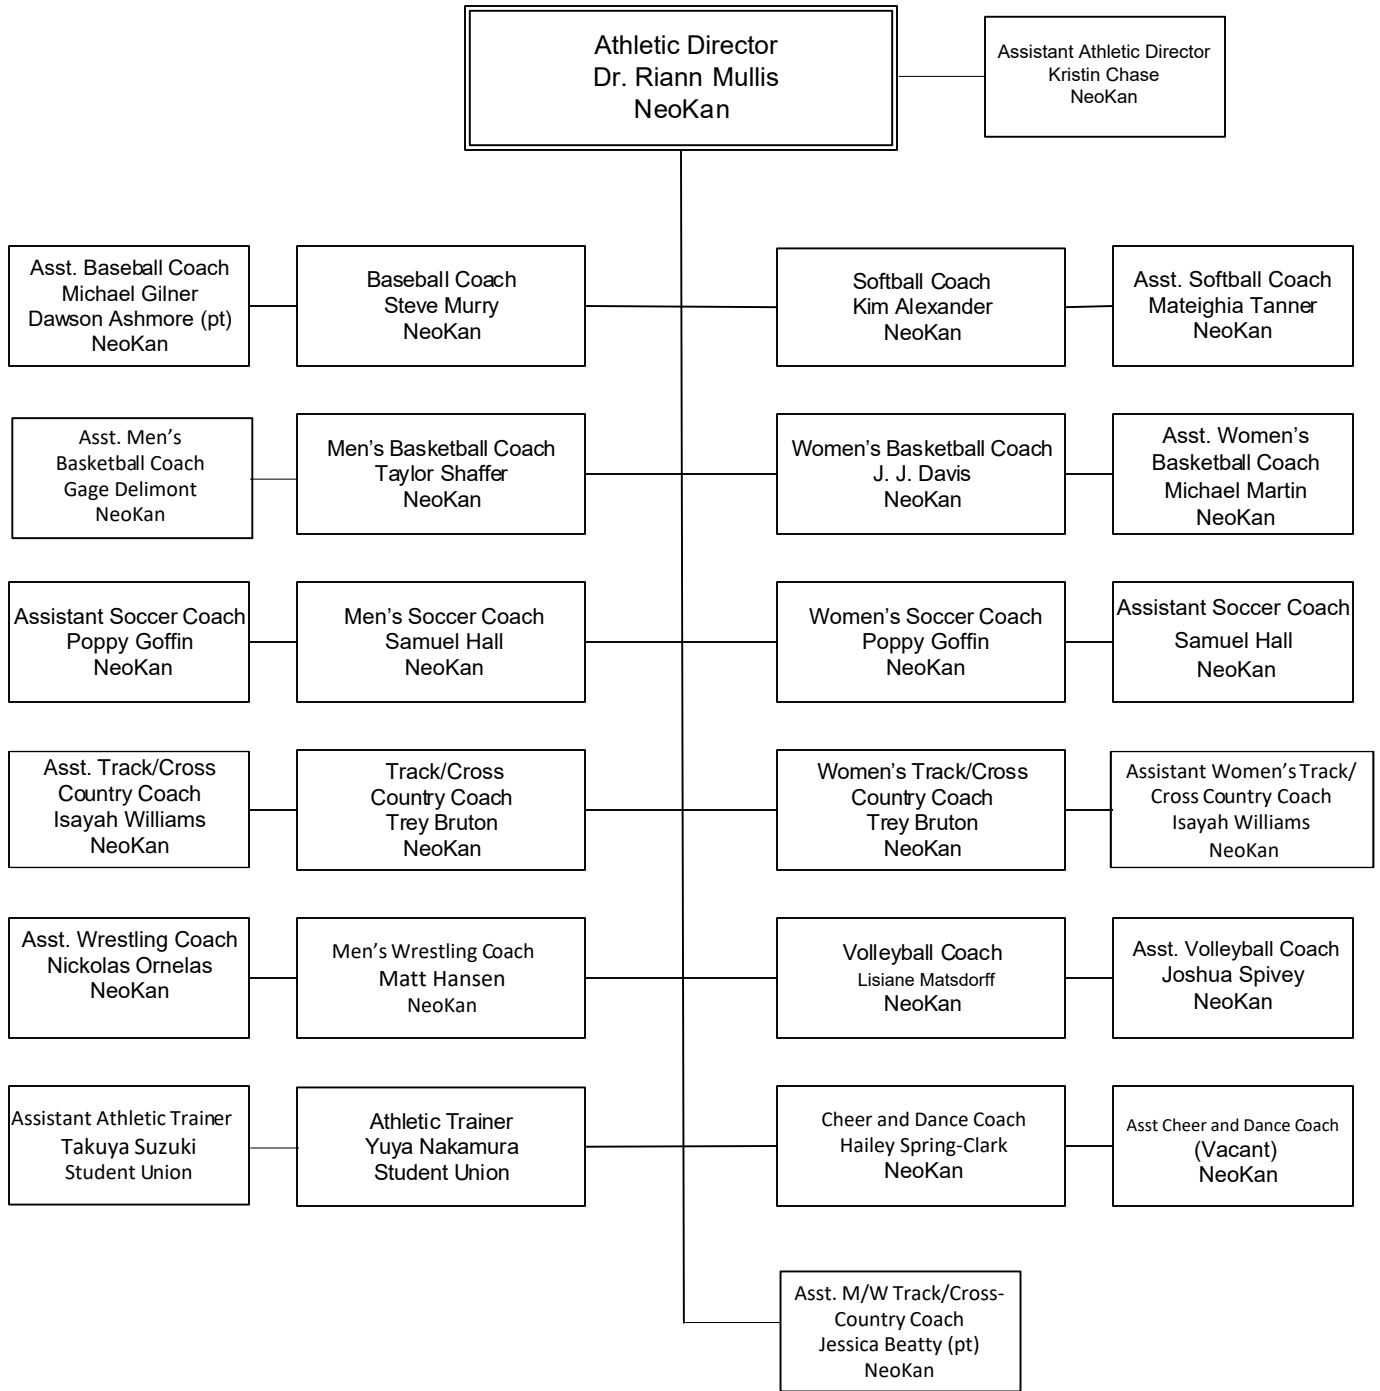 Athletic Director
Dr. Riann Mullis
NeoKan
Assistant Athletic Director
Kristin Chase
NeoKan
Asst. Baseball Coach
Michael Gilner
Dawson Ashmore (pt)
NeoKan
Baseball Coach
Steve Murry
NeoKan
Softball Coach
Kim Alexander
NeoKan
Asst. Softball Coach
Mateighia Tanner
NeoKan
Asst. Men’s
Basketball Coach
Gage Delimont
NeoKan
Men’s Basketball Coach
Taylor Shaffer
NeoKan
Women’s Basketball Coach
J. J. Davis
NeoKan
Asst. Women’s
Basketball Coach
Michael Martin
NeoKan
Assistant Soccer Coach
Poppy Goffin
NeoKan
Men’s Soccer Coach
Samuel Hall
NeoKan
Women’s Soccer Coach
Poppy Goffin
NeoKan
Assistant Soccer Coach
Samuel Hall
NeoKan
Asst. Track/Cross
Country Coach
Isayah Williams
NeoKan
Track/Cross
Country Coach
Trey Bruton
NeoKan
Women’s Track/Cross
Country Coach
Trey Bruton
NeoKan
Assistant Women’s Track/
Cross Country Coach
Isayah Williams
NeoKan
Asst. Wrestling Coach
Nickolas Ornelas
NeoKan
Men’s Wrestling Coach
Matt Hansen
NeoKan
Volleyball Coach
Lisiane Matsdorff
NeoKan
Asst. Volleyball Coach
Joshua Spivey
NeoKan
Assistant Athletic Trainer
Takuya Suzuki
Student Union
Athletic Trainer
Yuya Nakamura
Student Union
Cheer and Dance Coach
Hailey Spring-Clark
NeoKan
Asst Cheer and Dance Coach
(Vacant)
NeoKan
Asst. M/W Track/Cross-
Country Coach
Jessica Beatty (pt)
NeoKan